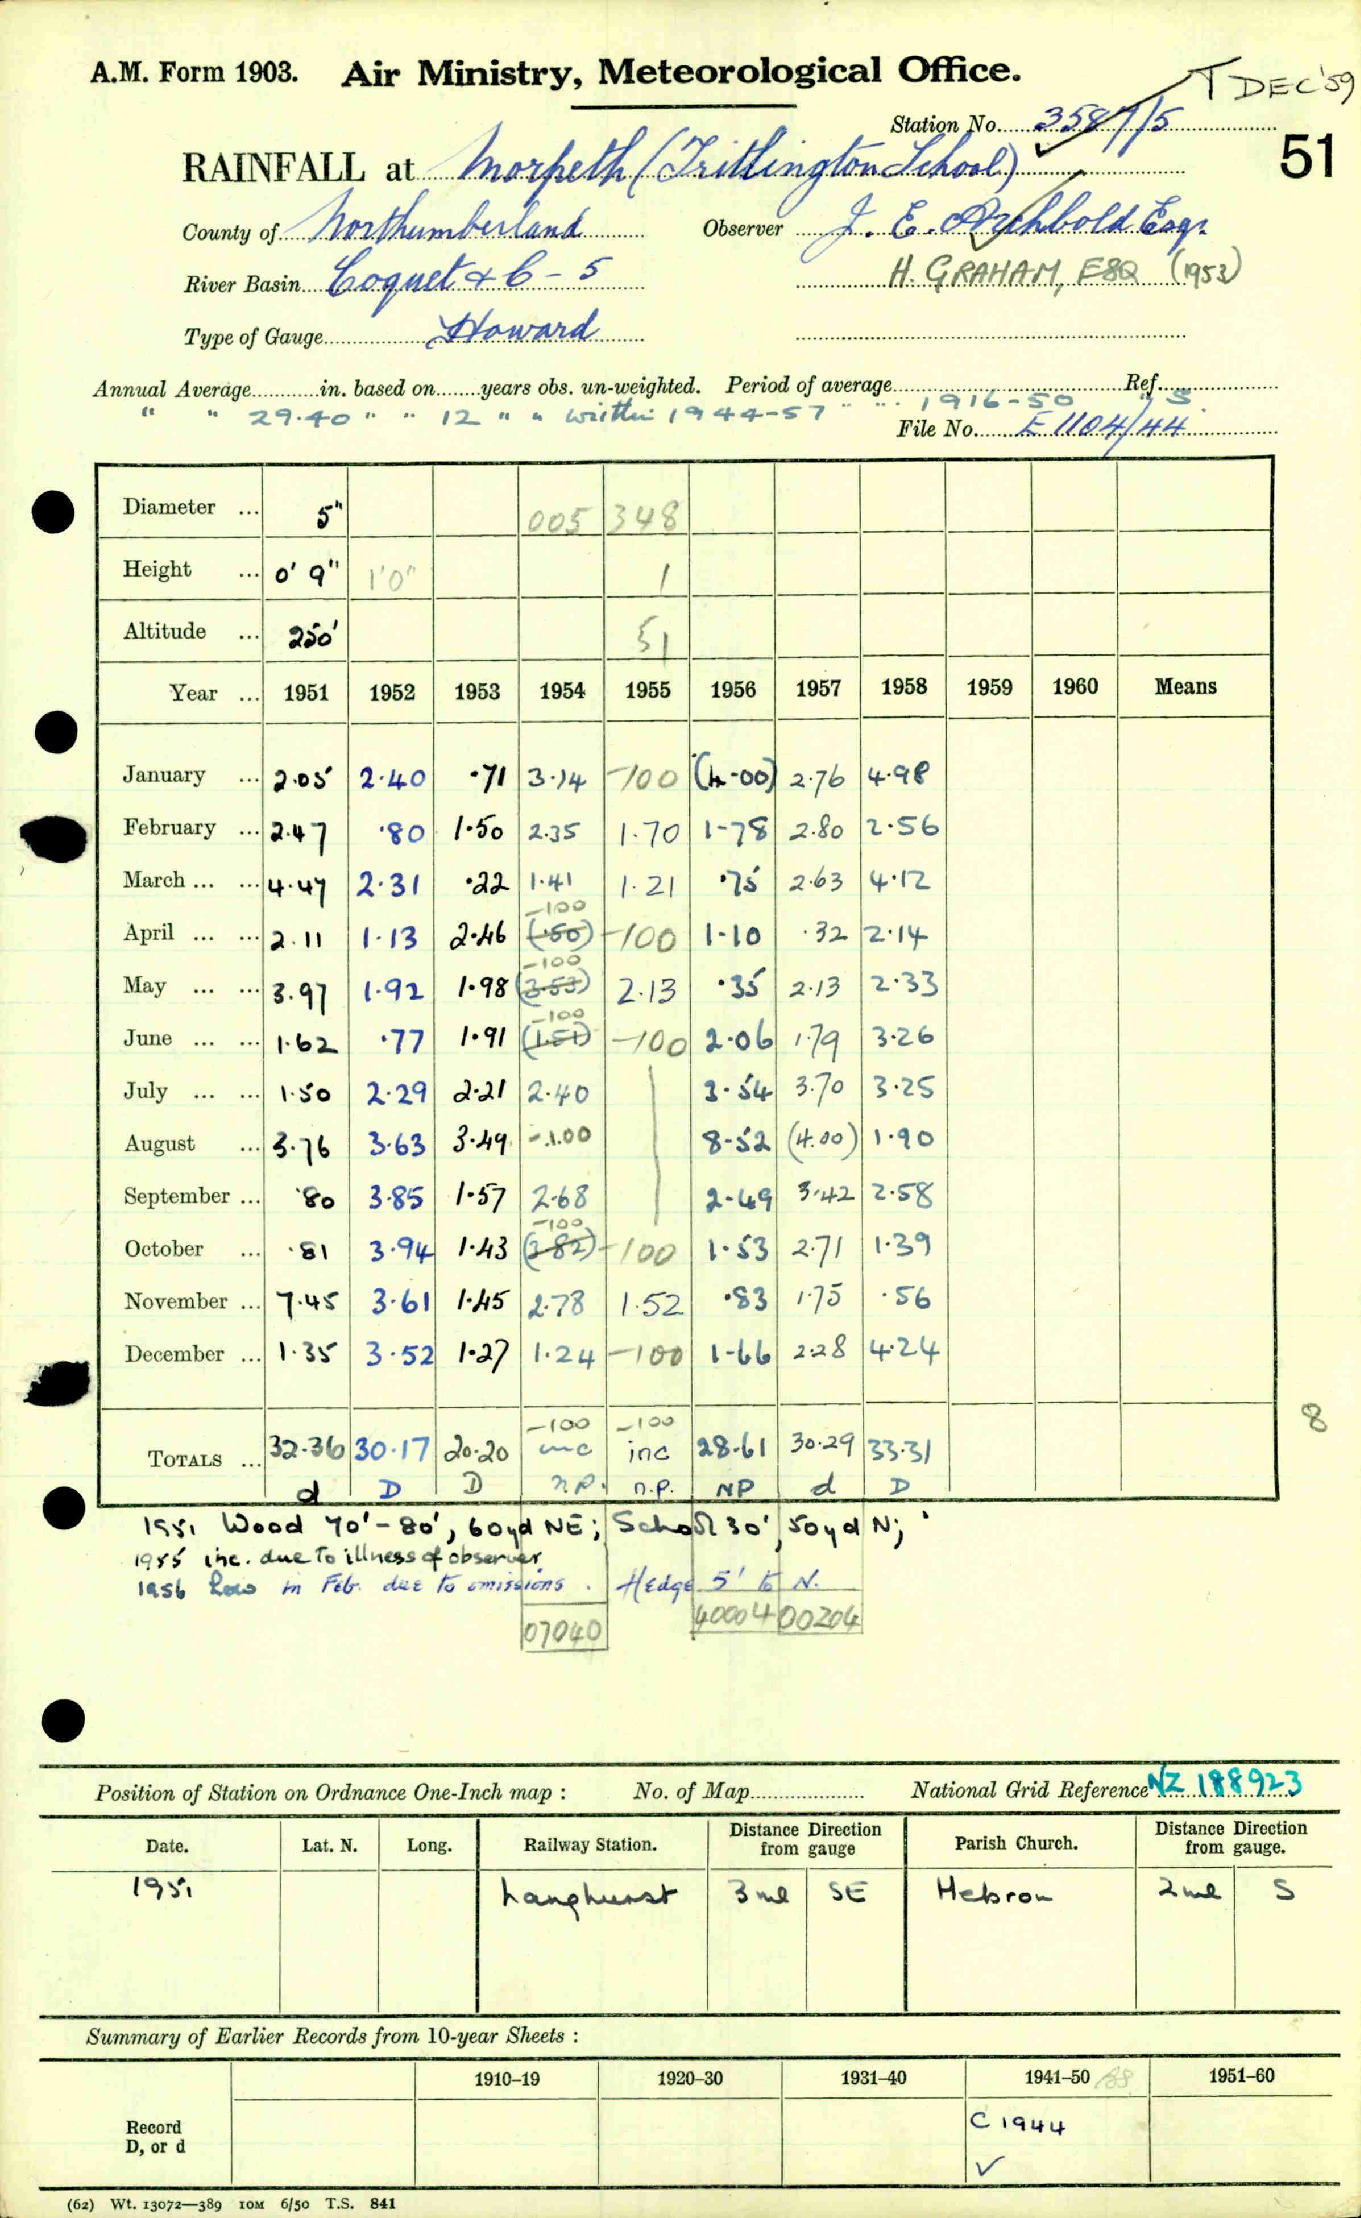 A.M. Form 1903. Air Ministry, Meteorological Office.
T DEC '59
Station No. 3587/5
51
RAINFALL at Morpeth (Tritlington School)
County of Northumberland Observer J. E. Archbold Esq.
River Basin Coquet & C - 5 H. GRAHAM, ESQ (1953)
Type of Gauge Howard
Annual Average in. based on years obs. un-weighted. Period of average Ref.
" " 29.40 " " 12 " " within 1944-57 " " 1916-50 " S.
File No. E 1104/44
Diameter ... 5" 005 348
Height ... 0' 9" 1'0" 1
Altitude ... 250' 51
Year ... 1951 1952 1953 1954 1955 1956 1957 1958 1959 1960 Means
January ... 2.05 2.40 .71 3.14 -100 (4.00) 2.76 4.98
February ... 2.47 .80 1.50 2.35 1.70 1.78 2.80 2.56
March ... ... 4.47 2.31 .22 1.41 1.21 .75 2.63 4.12
-100
April ... ... 2.11 1.13 2.46 (.50) -100 1.10 .32 2.14
-100
May ... ... 3.97 1.92 1.98 (3.53) 2.13 .35 2.13 2.33
-100
June ... ... 1.62 .77 1.91 (1.51) -100 2.06 1.79 3.26
July ... ... 1.50 2.29 2.21 2.40 3.54 3.70 3.25
August ... 3.76 3.63 3.49 -1.00 8.52 (4.00) 1.90
September ... .80 3.85 1.57 2.68 2.49 3.42 2.58
-100
October ... .81 3.94 1.43 (3.82) -100 1.53 2.71 1.39
November ... 7.45 3.61 1.45 2.78 1.52 .83 1.75 .56
December ... 1.35 3.52 1.27 1.24 -100 1.66 2.28 4.24
-100 -100
8
TOTALS ... 32.36 30.17 20.20 inc inc 28.61 30.29 33.31
d D D n.p. n.p. NP d D
1951 Wood 70'-80', 60yd NE; School 30', 50yd N;
1955 inc. due to illness of observer
1956 Low in Feb. due to omissions. Hedge 5' to N.
07040 40004 00204
Position of Station on Ordnance One-Inch map : No. of Map National Grid Reference NZ 188923
Date. Lat. N. Long. Railway Station. Distance from gauge Direction Parish Church. Distance from gauge. Direction
1951 Langhurst 3 ml SE Hebron 2 ml S
Summary of Earlier Records from 10-year Sheets :
1910-19 1920-30 1931-40 1941-50 1951-60
Record C 1944
D, or d ✓
(62) Wt. 13072—389 10M 6/50 T.S. 841